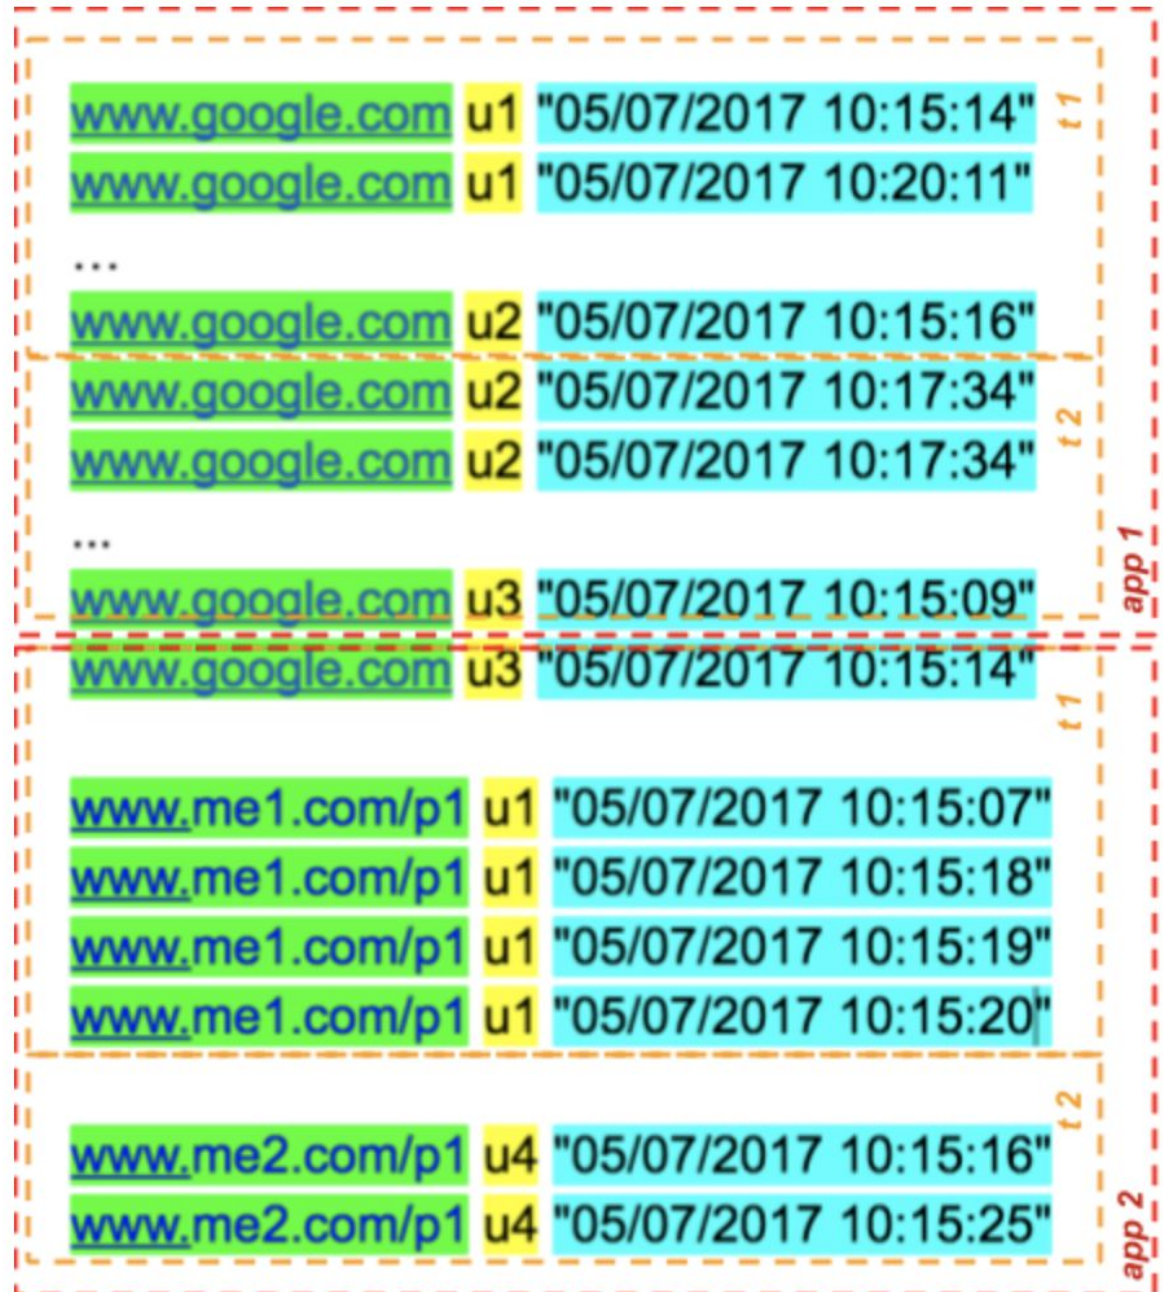 www.google.com u1 "05/07/2017 10:15:14" t 1
www.google.com u1 "05/07/2017 10:20:11"
...
www.google.com u2 "05/07/2017 10:15:16"
www.google.com u2 "05/07/2017 10:17:34" t 2
www.google.com u2 "05/07/2017 10:17:34"
...
app 1
www.google.com u3 "05/07/2017 10:15:09"
www.google.com u3 "05/07/2017 10:15:14"
t 1
www.me1.com/p1 u1 "05/07/2017 10:15:07"
www.me1.com/p1 u1 "05/07/2017 10:15:18"
www.me1.com/p1 u1 "05/07/2017 10:15:19"
www.me1.com/p1 u1 "05/07/2017 10:15:20"
t 2
www.me2.com/p1 u4 "05/07/2017 10:15:16"
www.me2.com/p1 u4 "05/07/2017 10:15:25"
app 2